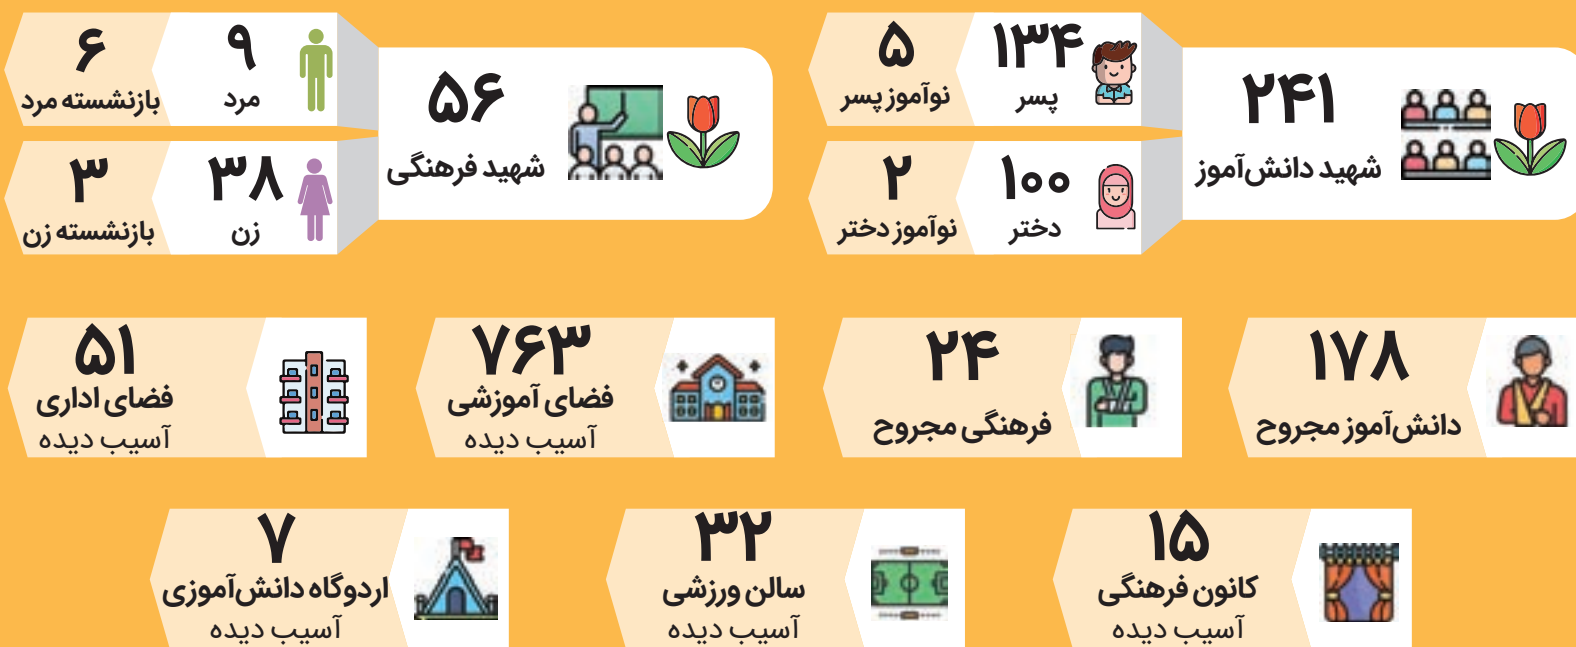 ۲۴۱
شهید دانش‌آموز
۱۳۴
پسر
۵
نوآموز پسر
۱۰۰
دختر
۲
نوآموز دختر
۵۶
شهید فرهنگی
۹
مرد
۶
بازنشسته مرد
۳۸
زن
۳
بازنشسته زن
۱۷۸
دانش‌آموز مجروح
۲۴
فرهنگی مجروح
۷۶۳
فضای آموزشی
آسیب دیده
۵۱
فضای اداری
آسیب دیده
۱۵
کانون فرهنگی
آسیب دیده
۳۲
سالن ورزشی
آسیب دیده
۷
اردوگاه دانش‌آموزی
آسیب دیده